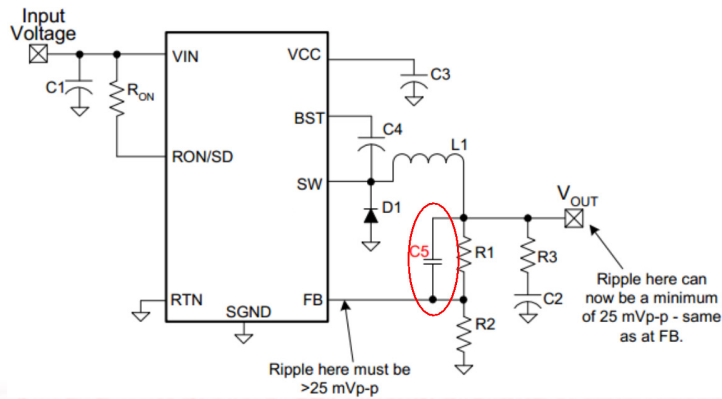 Input
Voltage
VIN
VCC
C3
C1
RON
BST
C4
L1
RON/SD
SW
D1
VOUT
C5
R1
R3
RTN
FB
C2
SGND
R2
Ripple here can
now be a minimum
of 25 mVp-p - same
as at FB.
Ripple here must be
>25 mVp-p